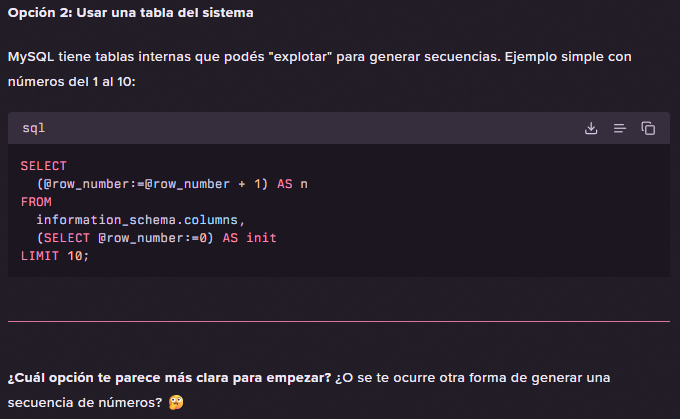 Opción 2: Usar una tabla del sistema
MySQL tiene tablas internas que podés "explotar" para generar secuencias. Ejemplo simple con
números del 1 al 10:
sql
SELECT
(@row_number:=@row_number + 1) AS n
FROM
information_schema.columns,
(SELECT @row_number:=0) AS init
LIMIT 10;
¿Cuál opción te parece más clara para empezar? ¿O se te ocurre otra forma de generar una
secuencia de números? 🤔